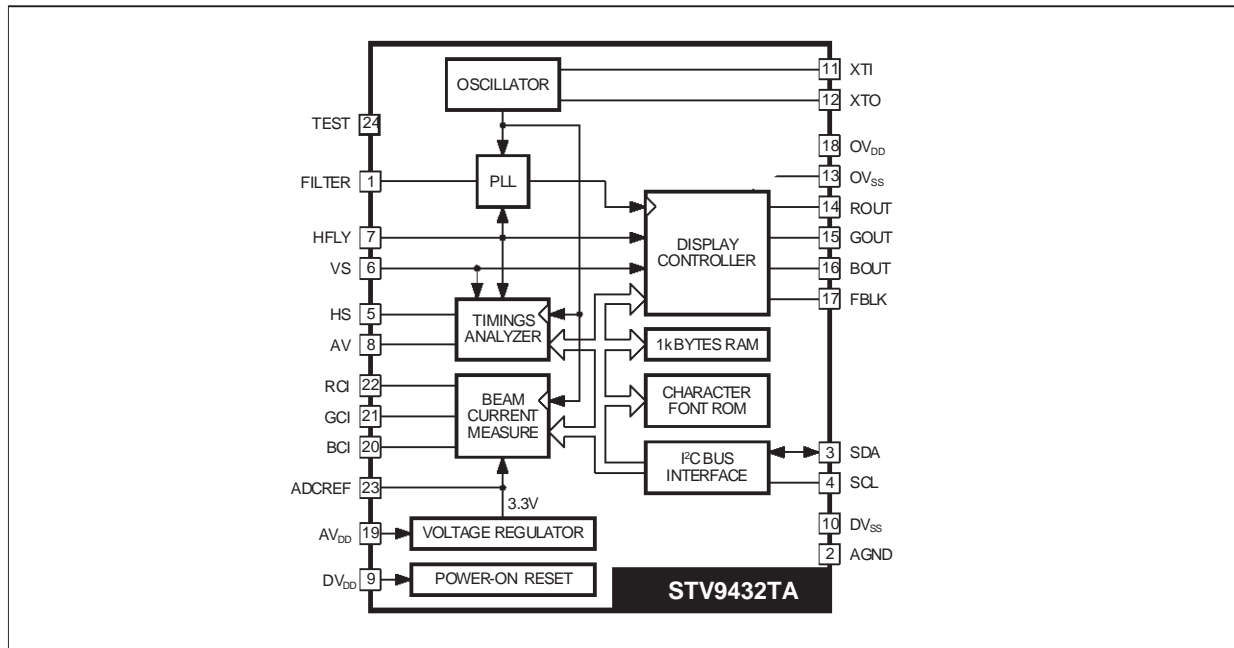 OSCILLATOR
11 XTI
12 XTO
TEST 24
18 OVDD
FILTER 1
PLL
13 OVSS
14 ROUT
HFLY 7
DISPLAY
CONTROLLER
15 GOUT
VS 6
16 BOUT
17 FBLK
HS 5
TIMINGS
ANALYZER
AV 8
1k BYTES RAM
RCI 22
BEAM
CURRENT
MEASURE
CHARACTER
FONT ROM
GCI 21
BCI 20
I²C BUS
INTERFACE
3 SDA
4 SCL
ADCREF 23
3.3V
AVDD 19
VOLTAGE REGULATOR
10 DVSS
2 AGND
DVDD 9
POWER-ON RESET
STV9432TA